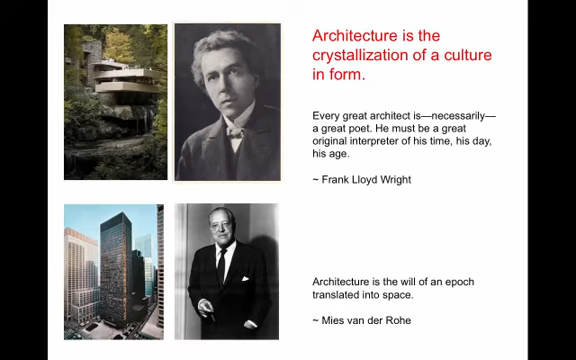 Architecture is the
crystallization of a culture
in form.
Every great architect is—necessarily—
a great poet. He must be a great
original interpreter of his time, his day,
his age.
~ Frank Lloyd Wright
Architecture is the will of an epoch
translated into space.
~ Mies van der Rohe